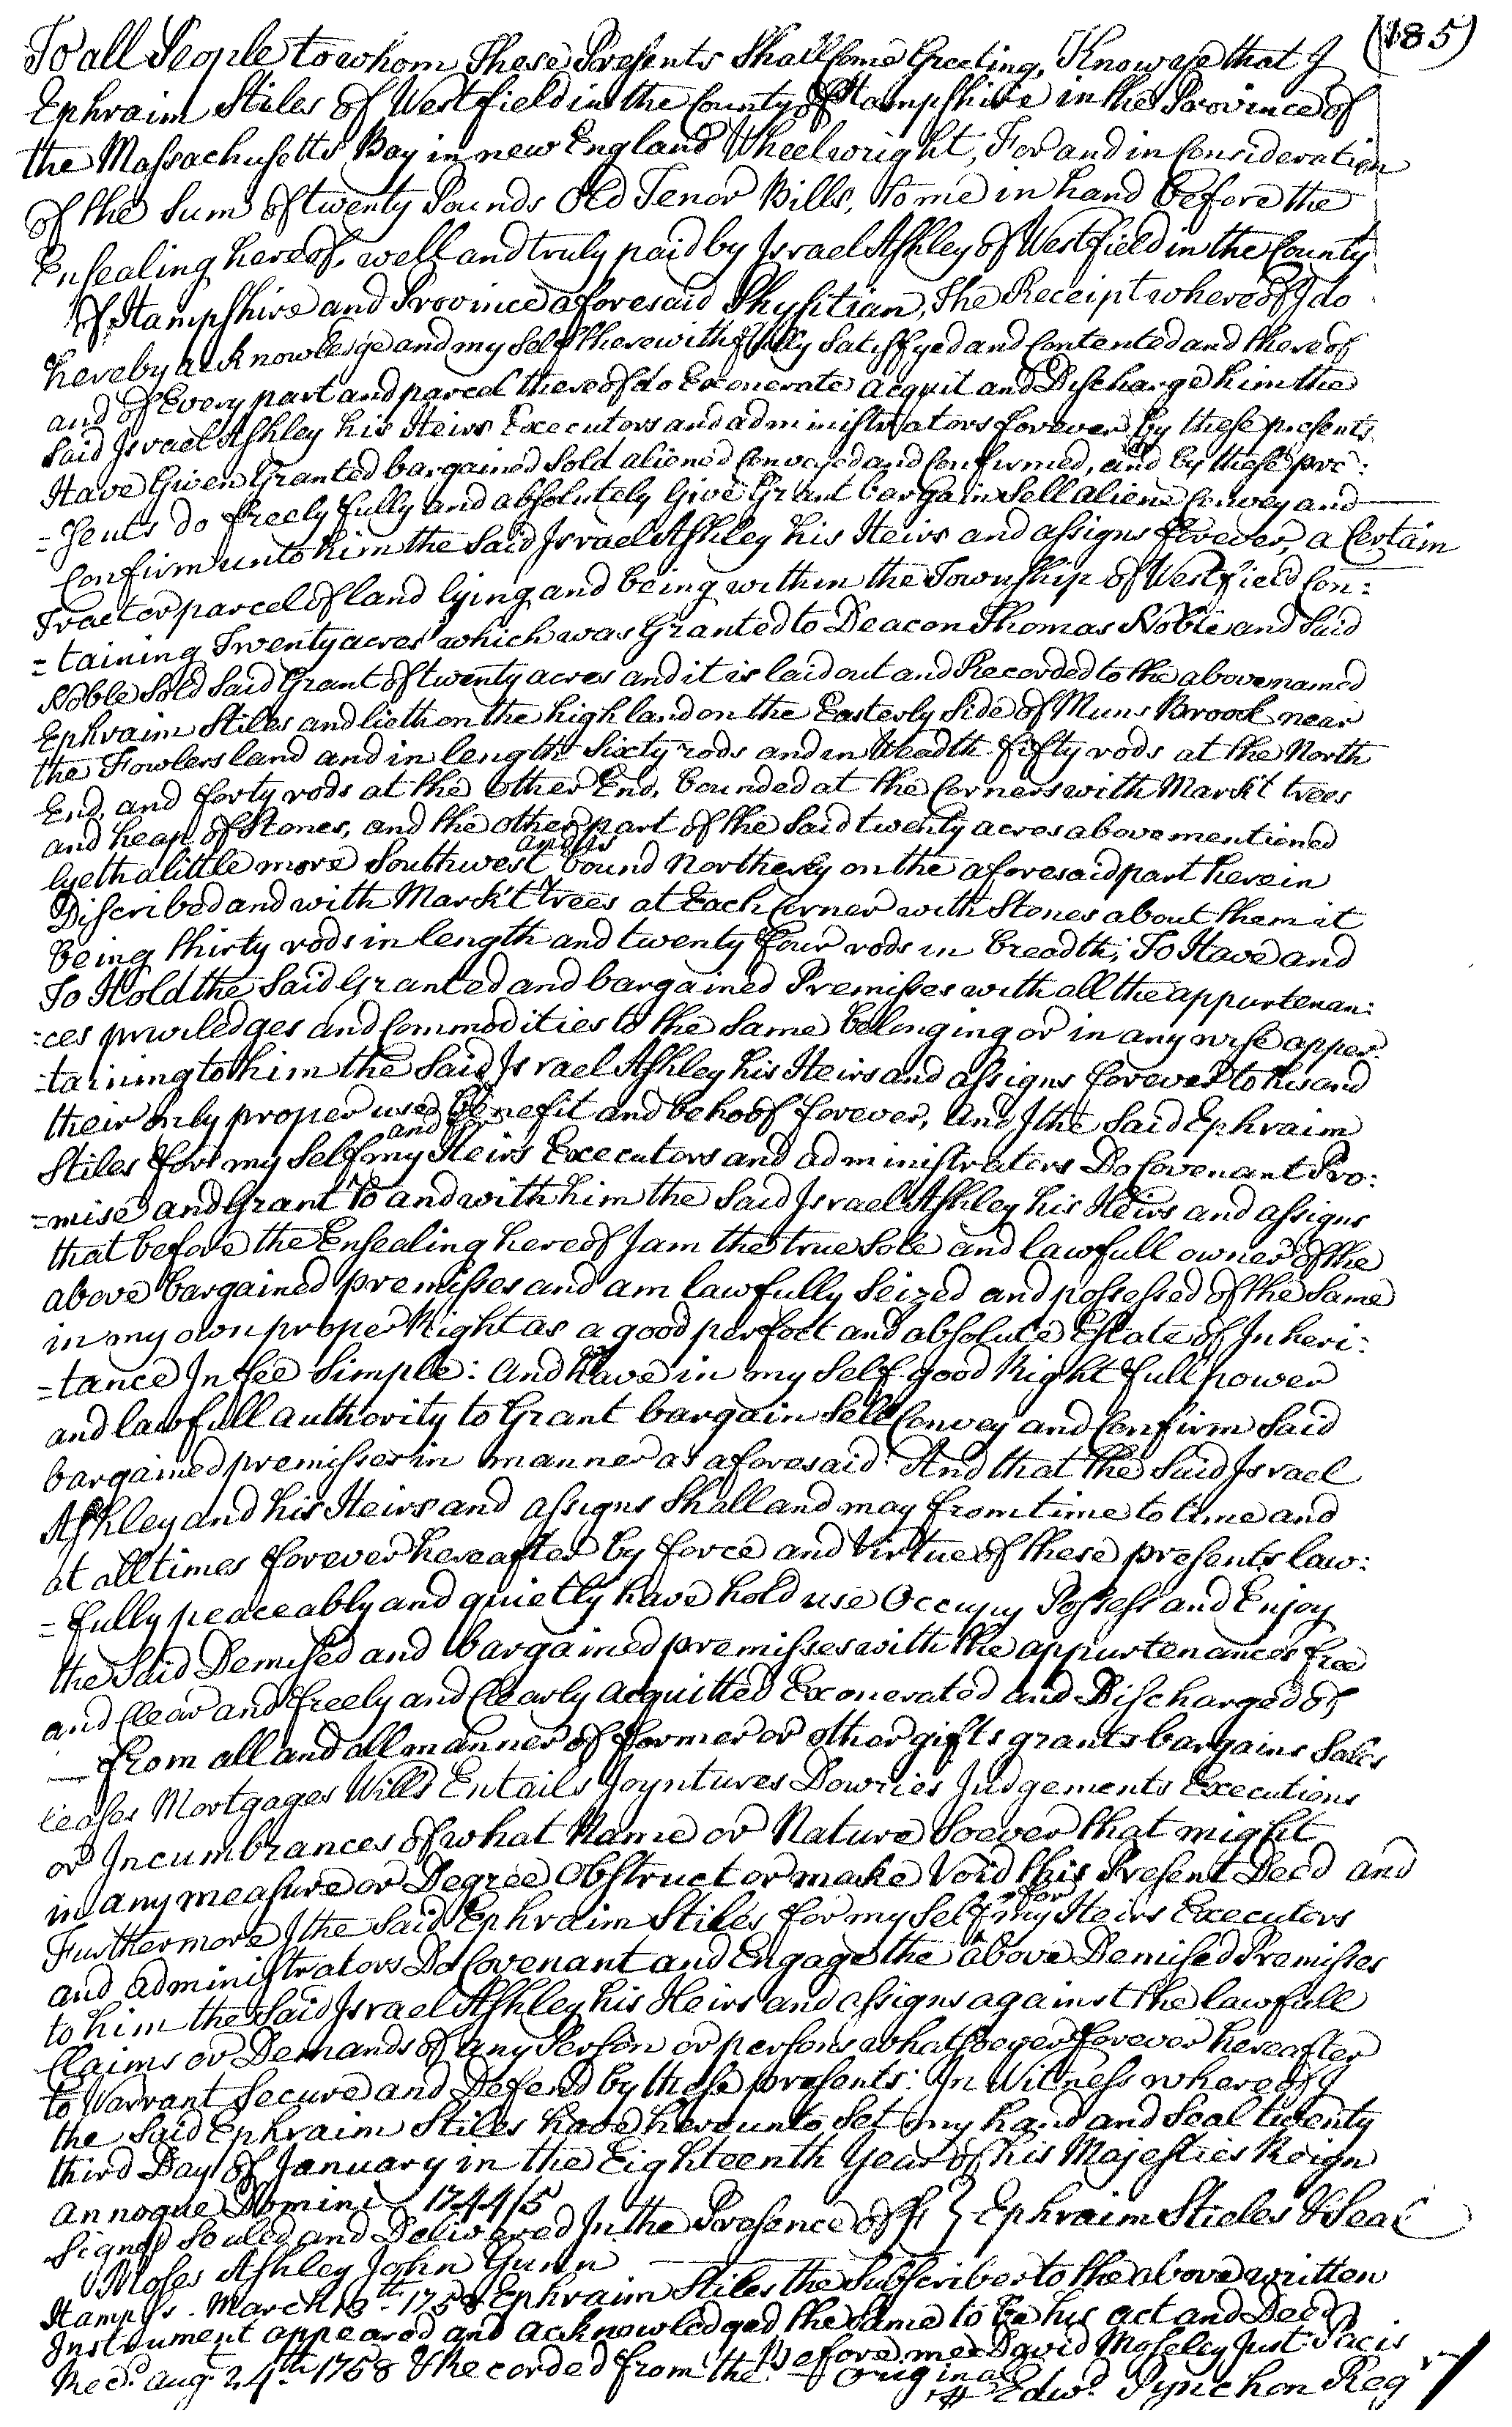 (185)
To all People to whom These Presents Shall Come Greeting, Know ye that I
Ephraim Stiles of Westfield in the County of Hampshire in the Province of
the Massachusetts Bay in new England Wheelwright, For and in Consideration
of the Sum of twenty Pounds Old Tenor Bills, to me in hand before the
Ensealing hereof, well and truly paid by Israel Ashley of Westfield in the County
of Hampshire and Province aforesaid Physitian, The Receipt whereof I do
hereby acknowledge and my Self therewith fully Satisfyed and Contented and thereof
and of Every part and parcel thereof do Exonerate acquit and Discharge him the
Said Israel Ashley his Heirs Executors and administrators forever by these presents
Have Given Granted bargained Sold aliened Conveyed and Confirmed, and by these pre:
=sents do freely fully and absolutely Give Grant bargain Sell aliene Convey and
Confirm unto him the Said Israel Ashley his Heirs and assigns forever, a Certain
Tract or parcel of land lying and being within the Township of Westfield Con:
=taining Twenty acres which was Granted to Deacon Thomas Noble and Said
Noble Sold Said Grant of twenty acres and it is laid out and Recorded to the above named
Ephraim Stiles and lieth on the high land on the Easterly Side of Muns Brook near
the Fowlers land and in length Sixty rods and in breadth fifty rods at the North
End, and forty rods at the Other End, bounded at the Corners with Markt trees
and heap of Stones, and the other part of the Said twenty acres above mentioned
lyeth a little more Southwest and its bound Northerly on the aforesaid part herein
Discribed and with Markt trees at Each Corner with Stones about them it
being thirty rods in length and twenty four rods in breadth; To Have and
To Hold the Said Granted and bargained Premisses with all the appurtenan:
:ces priviledges and Commodities to the Same belonging or in any wise apper:
:taining to him the Said Israel Ashley his Heirs and assigns forever to his and
their only proper use benefit and behoof forever, And I the Said Ephraim
Stiles for my Self and for my Heirs Executors and administrators Do Covenant Pro:
=mise and Grant to and with him the Said Israel Ashley his Heirs and assigns
that before the Ensealing hereof I am the true Sole and lawfull owner of the
above bargained premisses and am lawfully Seized and possessed of the Same
in my own proper Right as a good perfect and absolute Estate of Inheri:
=tance In fee Simple: And have in my Self good Right full power
and lawfull authority to Grant bargain Sell Convey and Confirm Said
bargained premisses in manner as aforesaid: And that the Said Israel
Ashley and his Heirs and assigns Shall and may from time to time and
at all times forever hereafter by force and Virtue of these presents law:
=fully peaceably and quietly have hold use Occupy Possess and Enjoy
the Said Demised and bargained premisses with the appurtenances free
and Clear and freely and Clearly acquitted Exonerated and Discharged of,
from all and all manner of former or other gifts grants bargains Sales
leases Mortgages Wills Entails Joyntures Dowries Judgements Executions
or Incumbrances of what Name or Nature Soever that might
in any measure or Degree Obstruct or make Void this Present Deed and
Furthermore I the Said Ephraim Stiles for my Self & for my Heirs Executors
and administrators Do Covenant and Engage the above Demised Premisses
to him the Said Israel Ashley his Heirs and assigns against the lawfull
Claims or Demands of any Person or persons whatsoever forever hereafter
to Warrant Secure and Defend by these presents: In Witness whereof I
the Said Ephraim Stiles have hereunto Set my hand and Seal twenty
third Day of January in the Eighteenth Year of his Majesties Reign
annoque Domini 1744/5
Signed Sealed and Delivered In the Presence of } Ephraim Stieles & Seal
Moses Ashley John Gunn
Hampsr. March 13th 1758 Ephraim Stiles the Subscriber to the above written
Instrument appeared and acknowledged the Same to be his act and Deed
Before me David Moseley Just: Pacis
Recd. Aug 24th 1758 & Recorded from the Original
Edwd. Pynchon Regr